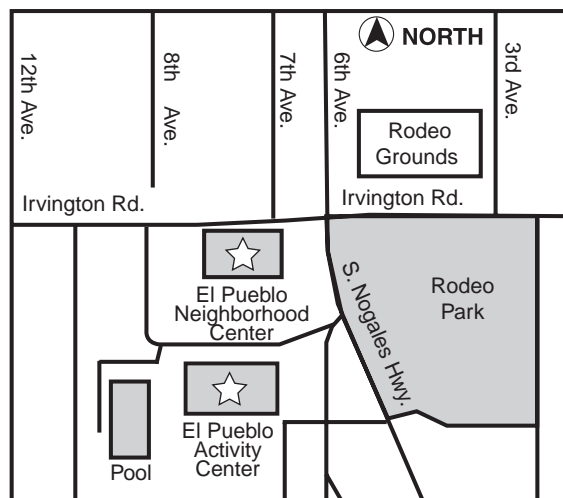 12th Ave.
8th Ave.
7th Ave.
6th Ave.
NORTH
3rd Ave.
Rodeo
Grounds
Irvington Rd.
Irvington Rd.
El Pueblo
Neighborhood
Center
S. Nogales Hwy.
Rodeo
Park
El Pueblo
Activity
Center
Pool